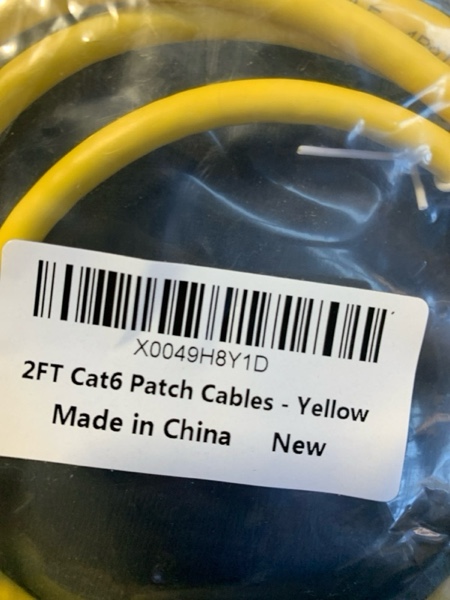 X0049H8Y1D
2FT Cat6 Patch Cables - Yellow
Made in China New